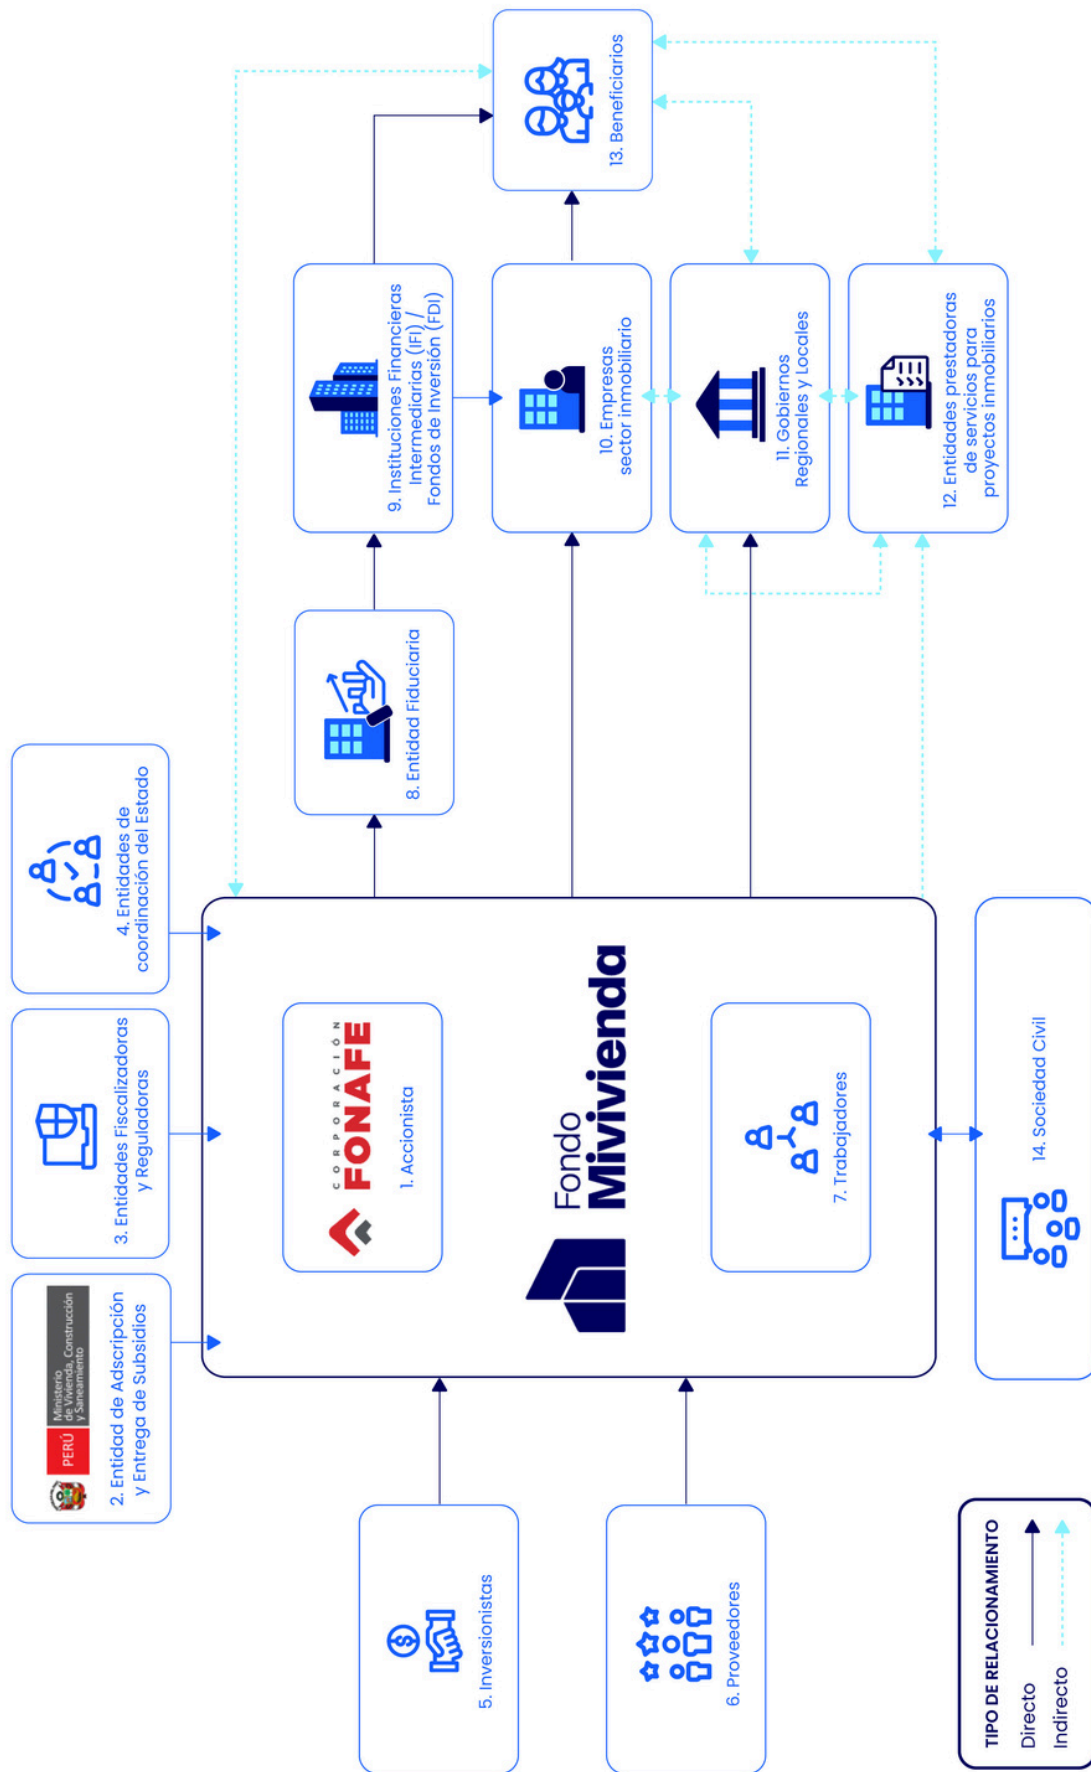 PERÚ
Ministerio
de Vivienda, Construcción
y Saneamiento
2. Entidad de Adscripción
y Entrega de Subsidios
3. Entidades Fiscalizadoras
y Reguladoras
4. Entidades de
coordinación del Estado
5. Inversionistas
6. Proveedores
CORPORACIÓN
FONAFE
1. Accionista
Fondo
Mivivienda
7. Trabajadores
8. Entidad Fiduciaria
9. Instituciones Financieras
Intermediarias (IFI) /
Fondos de Inversión (FDI)
10. Empresas
sector inmobiliario
11. Gobiernos
Regionales y Locales
12. Entidades prestadoras
de servicios para
proyectos inmobiliarios
13. Beneficiarios
14. Sociedad Civil
TIPO DE RELACIONAMIENTO
Directo
Indirecto